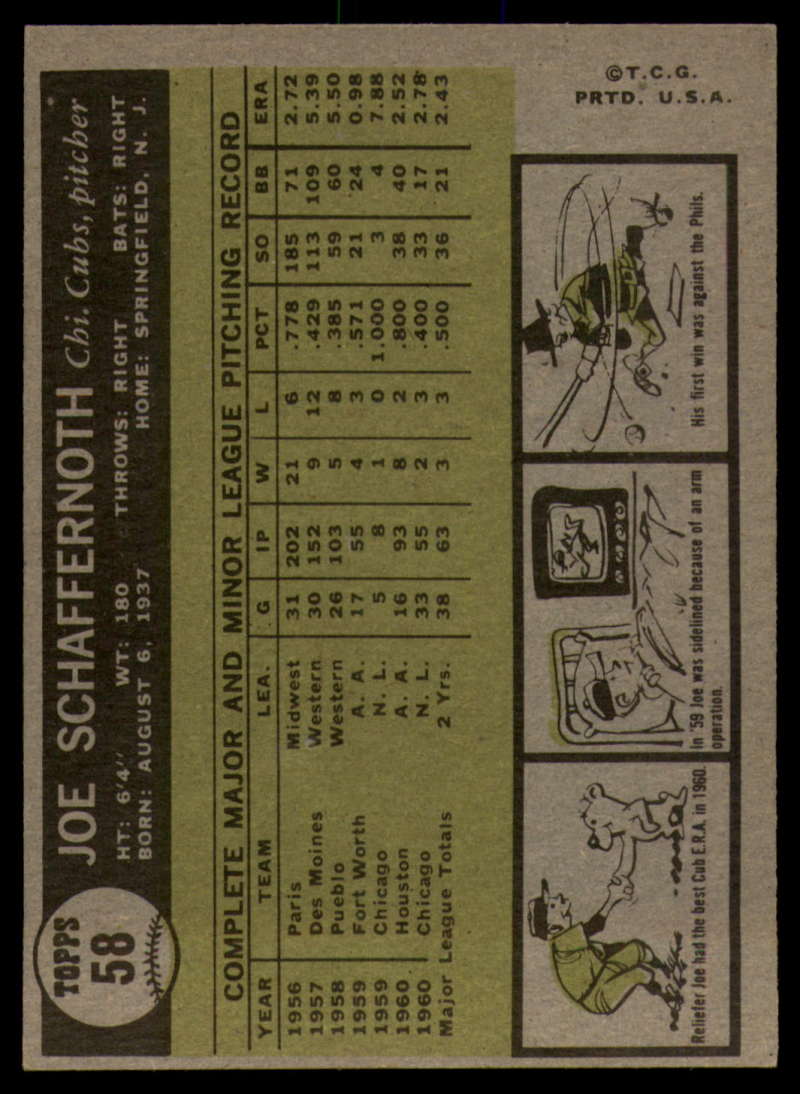 TOPPS
58
JOE SCHAFFERNOTH Chi. Cubs, pitcher
HT: 6'4" WT: 180 THROWS: RIGHT BATS: RIGHT
BORN: AUGUST 6, 1937 HOME: SPRINGFIELD, N. J.
COMPLETE MAJOR AND MINOR LEAGUE PITCHING RECORD
YEAR TEAM LEA. G IP W L PCT SO BB ERA
1956 Paris Midwest 31 202 21 6 .778 185 71 2.72
1957 Des Moines Western 30 152 9 12 .429 113 109 5.39
1958 Pueblo Western 26 103 5 8 .385 59 60 5.50
1959 Fort Worth A. A. 17 55 4 3 .571 21 24 0.98
1959 Chicago N. L. 5 8 1 0 1.000 3 4 7.88
1960 Houston A. A. 16 93 8 2 .800 38 40 2.52
1960 Chicago N. L. 33 55 2 3 .400 33 17 2.78
Major League Totals 2 Yrs. 38 63 3 3 .500 36 21 2.43
Reliefer Joe had the best Cub E.R.A. in 1960.
In '59 Joe was sidelined because of an arm
operation.
His first win was against the Phils.
©T.C.G.
PRTD. U.S.A.